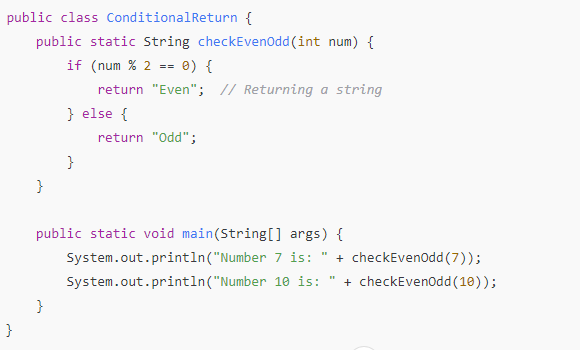 public class ConditionalReturn {
    public static String checkEvenOdd(int num) {
        if (num % 2 == 0) {
            return "Even";  // Returning a string
        } else {
            return "Odd";
        }
    }

    public static void main(String[] args) {
        System.out.println("Number 7 is: " + checkEvenOdd(7));
        System.out.println("Number 10 is: " + checkEvenOdd(10));
    }
}